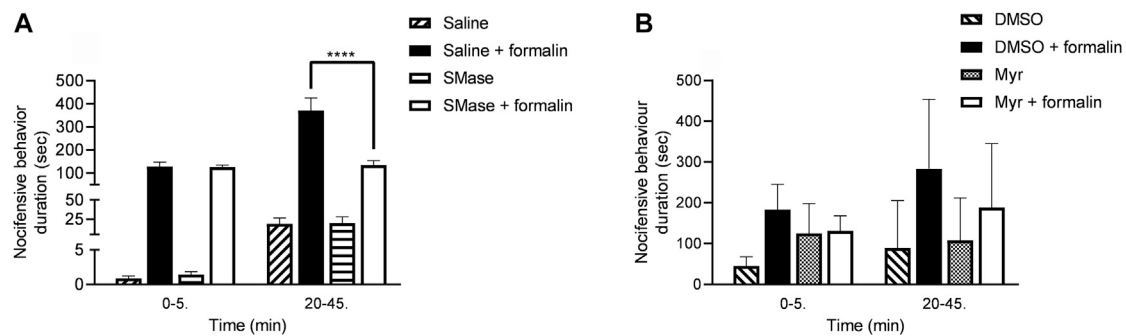 A
Saline
Saline + formalin
SMase
SMase + formalin
****
Nocifensive behavior
duration (sec)
500
400
300
200
100
50
25
5
0
0-5.
20-45.
Time (min)
B
DMSO
DMSO + formalin
Myr
Myr + formalin
Nocifensive behaviour
duration (sec)
500
400
300
200
100
0
0-5.
20-45.
Time (min)